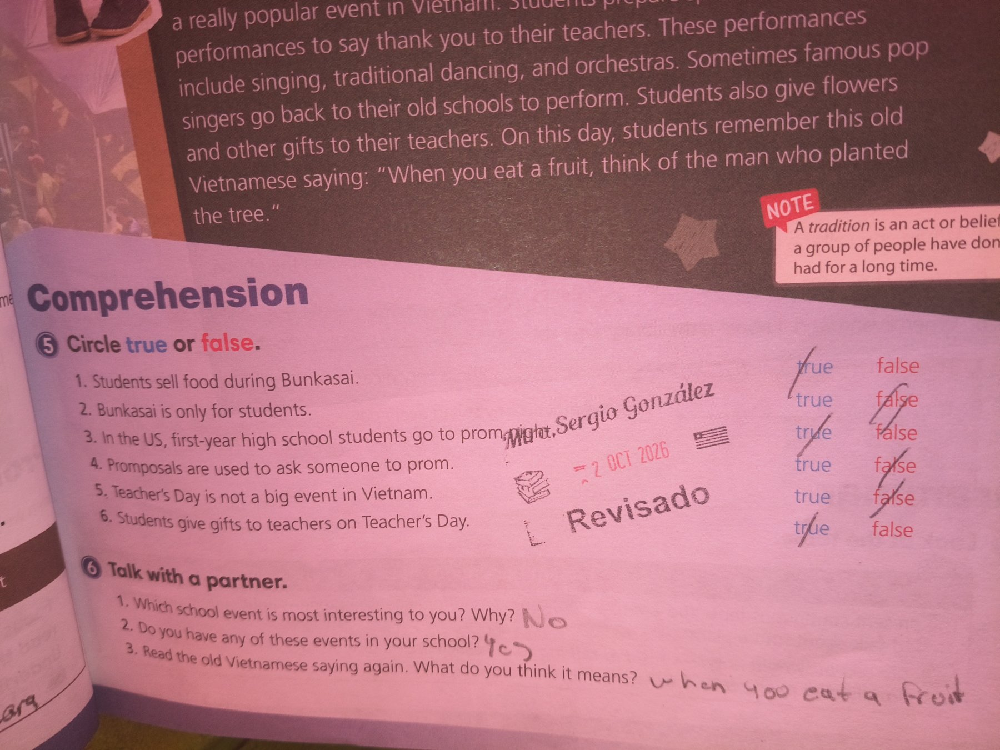 a really popular event in Vietnam. Students
performances to say thank you to their teachers. These performances
include singing, traditional dancing, and orchestras. Sometimes famous pop
singers go back to their old schools to perform. Students also give flowers
and other gifts to their teachers. On this day, students remember this old
Vietnamese saying: “When you eat a fruit, think of the man who planted
the tree.”
NOTE
A tradition is an act or belief
a group of people have don
had for a long time.
me
Comprehension
5 Circle true or false.
1. Students sell food during Bunkasai. true false
2. Bunkasai is only for students. true false
3. In the US, first-year high school students go to prom night. true false
4. Promposals are used to ask someone to prom. true false
5. Teacher's Day is not a big event in Vietnam. true false
6. Students give gifts to teachers on Teacher's Day. true false
Sergio González
2 OCT 2026
Revisado
6 Talk with a partner.
1. Which school event is most interesting to you? Why? No
2. Do you have any of these events in your school? yes
3. Read the old Vietnamese saying again. What do you think it means? when you eat a fruit
t